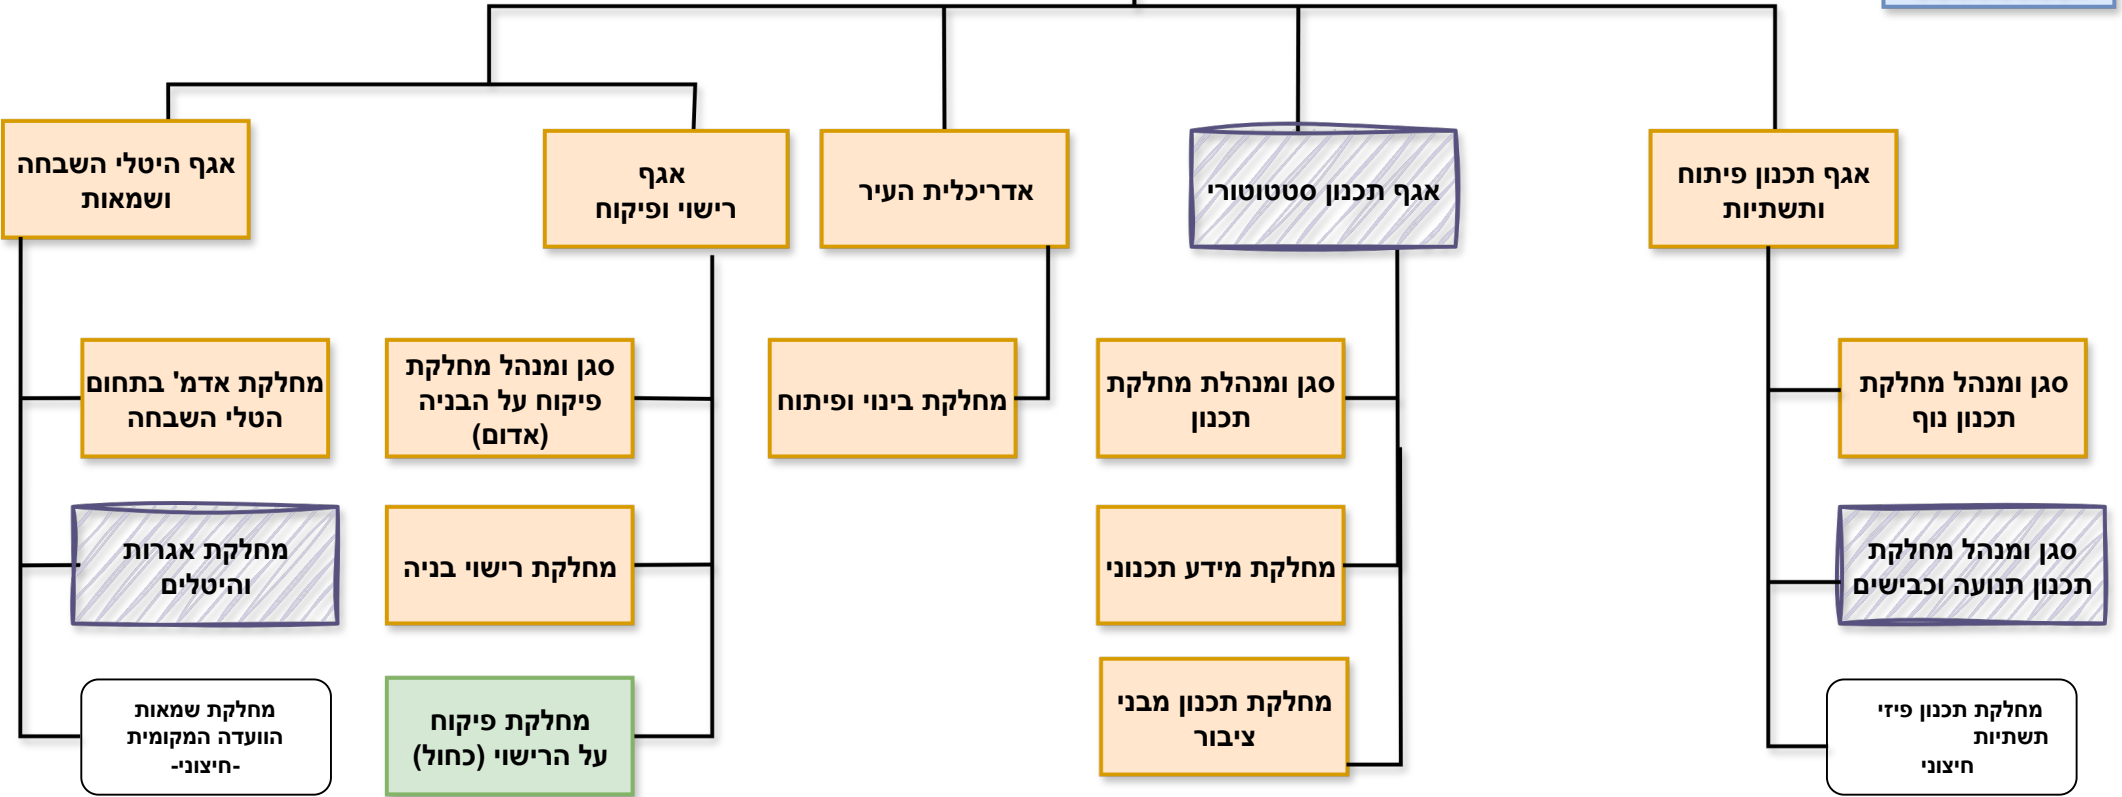 אגף תכנון פיתוח
ותשתיות
אגף תכנון סטטוטורי
אדריכלית העיר
אגף
רישוי ופיקוח
אגף היטלי השבחה
ושמאות
סגן ומנהל מחלקת
תכנון נוף
סגן ומנהלת מחלקת
תכנון
מחלקת בינוי ופיתוח
סגן ומנהל מחלקת
פיקוח על הבניה
(אדום)
מחלקת אדמ' בתחום
הטלי השבחה
סגן ומנהל מחלקת
תכנון תנועה וכבישים
מחלקת מידע תכנוני
מחלקת רישוי בניה
מחלקת אגרות
והיטלים
מחלקת תכנון פיזי
תשתיות
חיצוני
מחלקת תכנון מבני
ציבור
מחלקת פיקוח
על הרישוי (כחול)
מחלקת שמאות
הוועדה המקומית
-חיצוני-